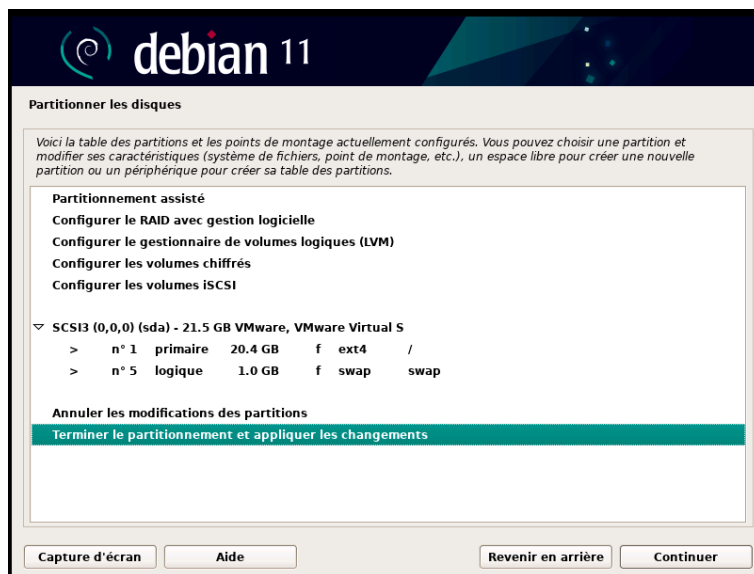 debian 11
Partitionner les disques
Voici la table des partitions et les points de montage actuellement configurés. Vous pouvez choisir une partition et
modifier ses caractéristiques (système de fichiers, point de montage, etc.), un espace libre pour créer une nouvelle
partition ou un périphérique pour créer sa table des partitions.
Partitionnement assisté
Configurer le RAID avec gestion logicielle
Configurer le gestionnaire de volumes logiques (LVM)
Configurer les volumes chiffrés
Configurer les volumes iSCSI
SCSI3 (0,0,0) (sda) - 21.5 GB VMware, VMware Virtual S
> n° 1 primaire 20.4 GB f ext4 /
> n° 5 logique 1.0 GB f swap swap
Annuler les modifications des partitions
Terminer le partitionnement et appliquer les changements
Capture d'écran Aide Revenir en arrière Continuer